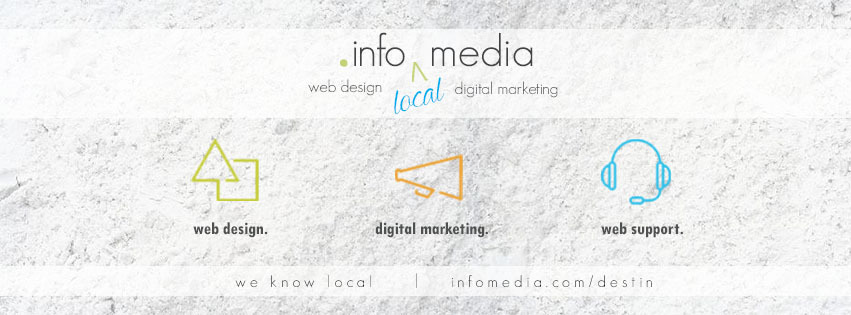 .info media
web design local digital marketing
web design. digital marketing. web support.
we know local | infomedia.com/destin